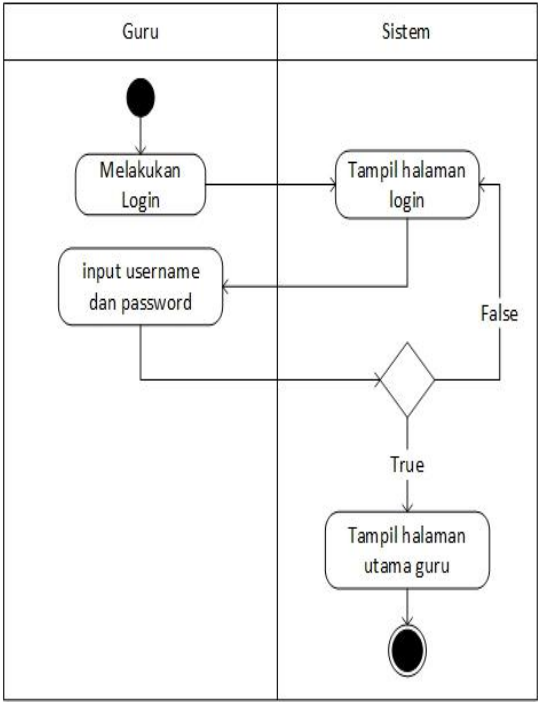 Guru
Sistem
Melakukan
Login
Tampil halaman
login
input username
dan password
False
True
Tampil halaman
utama guru